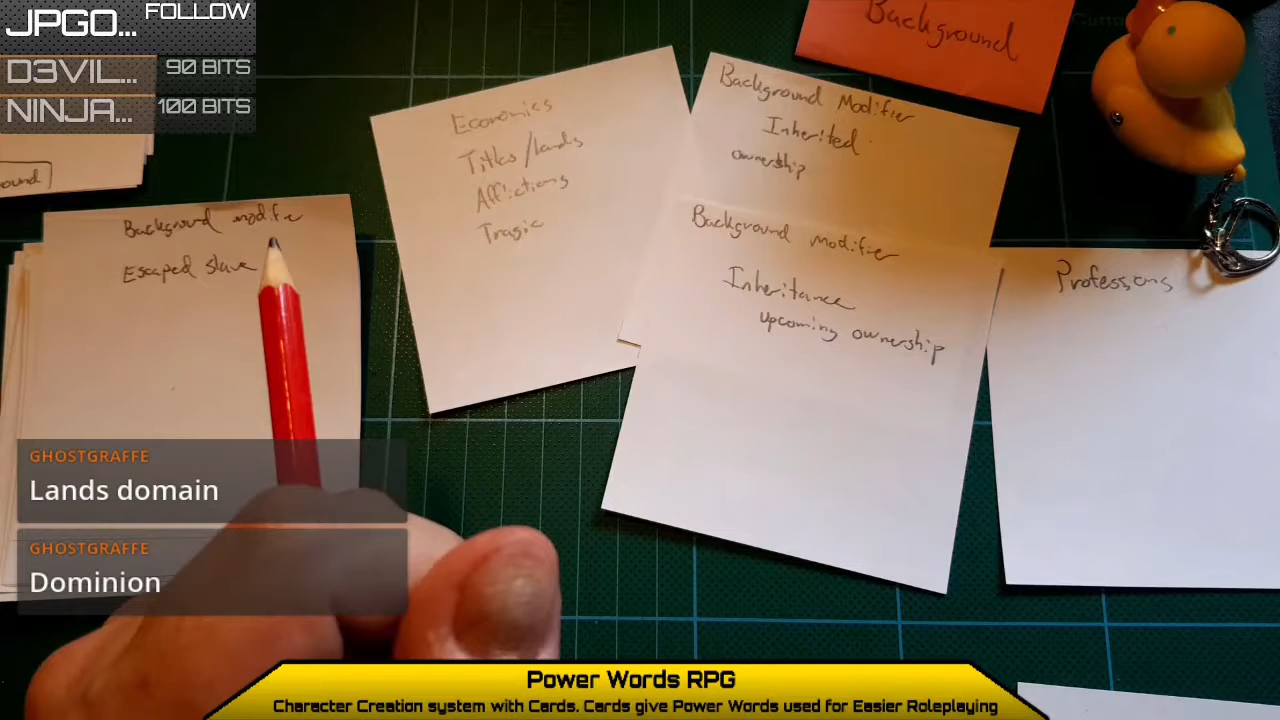 JPGO... FOLLOW
D3VIL... 90 BITS
NINJA... 100 BITS
ound
Background modifie
Escaped slave
Economics
Titles/lands
Afflictions
Tragic
Background
Background Modifier
Inherited
ownership
Background modifier
Inheritance
upcoming ownership
Professions
GHOSTGRAFFE
Lands domain
GHOSTGRAFFE
Dominion
Power Words RPG
Character Creation system with Cards. Cards give Power Words used for Easier Roleplaying